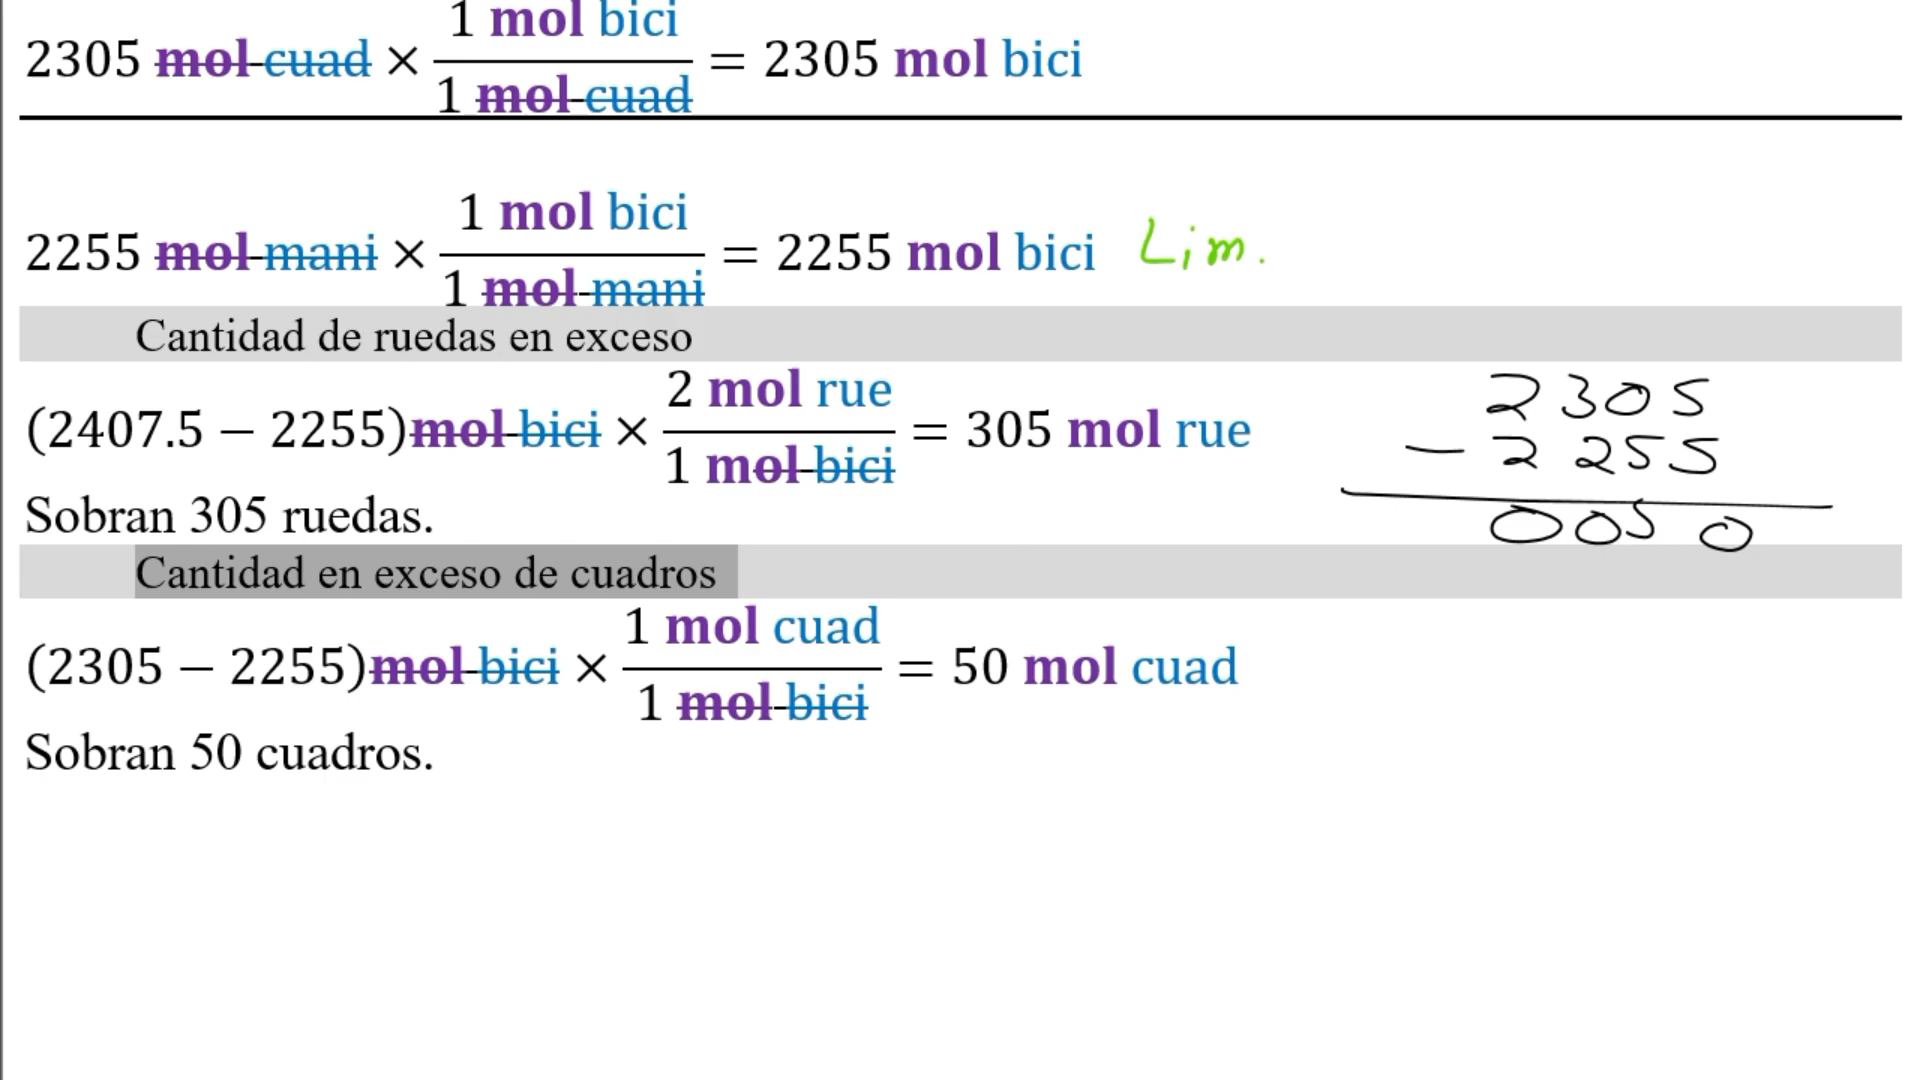 2305 mol cuad × 1 mol bici / 1 mol cuad = 2305 mol bici
2255 mol mani × 1 mol bici / 1 mol mani = 2255 mol bici Lim.
Cantidad de ruedas en exceso
(2407.5 − 2255)mol bici × 2 mol rue / 1 mol bici = 305 mol rue
2305
− 2255
0050
Sobran 305 ruedas.
Cantidad en exceso de cuadros
(2305 − 2255)mol bici × 1 mol cuad / 1 mol bici = 50 mol cuad
Sobran 50 cuadros.